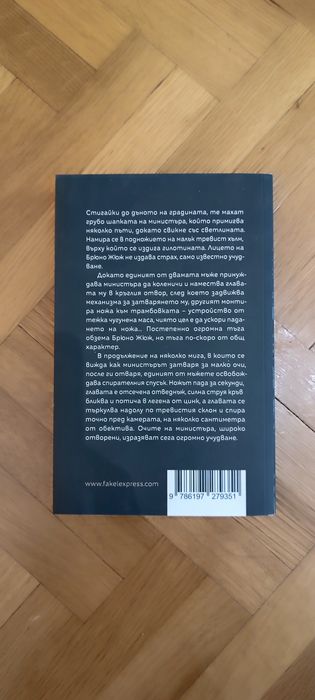 Стигайки до дъното на градината, те махат
грубо шапката на министъра, който примигва
няколко пъти, докато свикне със светлината.
Намира се в подножието на малък тревист хълм,
върху който се издига гилотината. Лицето на
Брюно Жюж не издава страх, само известно учуд-
ване.
Докато единият от двамата мъже принуж-
дава министъра да коленичи и намества глава-
та му в кръглия отвор, след което задвижва
механизма за затварянето му, другият монти-
ра ножа към трамбовката – устройството от
тежка чугунена маса, чиято цел е да ускори пада-
нето на ножа... Постепенно огромна тъга
обзема Брюно Жюж, но тъга по-скоро от общ
характер.
В продължение на няколко мига, в които се
вижда как министърът затваря за малко очи,
после ги отваря, единият от мъжете освобож-
дава спирателния спусък. Ножът пада за секунди,
главата е отсечена отведнъж, силна струя кръв
бликва и потича в легена от цинк, а главата се
търкулва надолу по тревистия склон и спира
точно пред камерата, на няколко сантиметра
от обектива. Очите на министъра, широко
отворени, изразяват сега огромно учудване.
www.fakelexpress.com
9 786197 279351